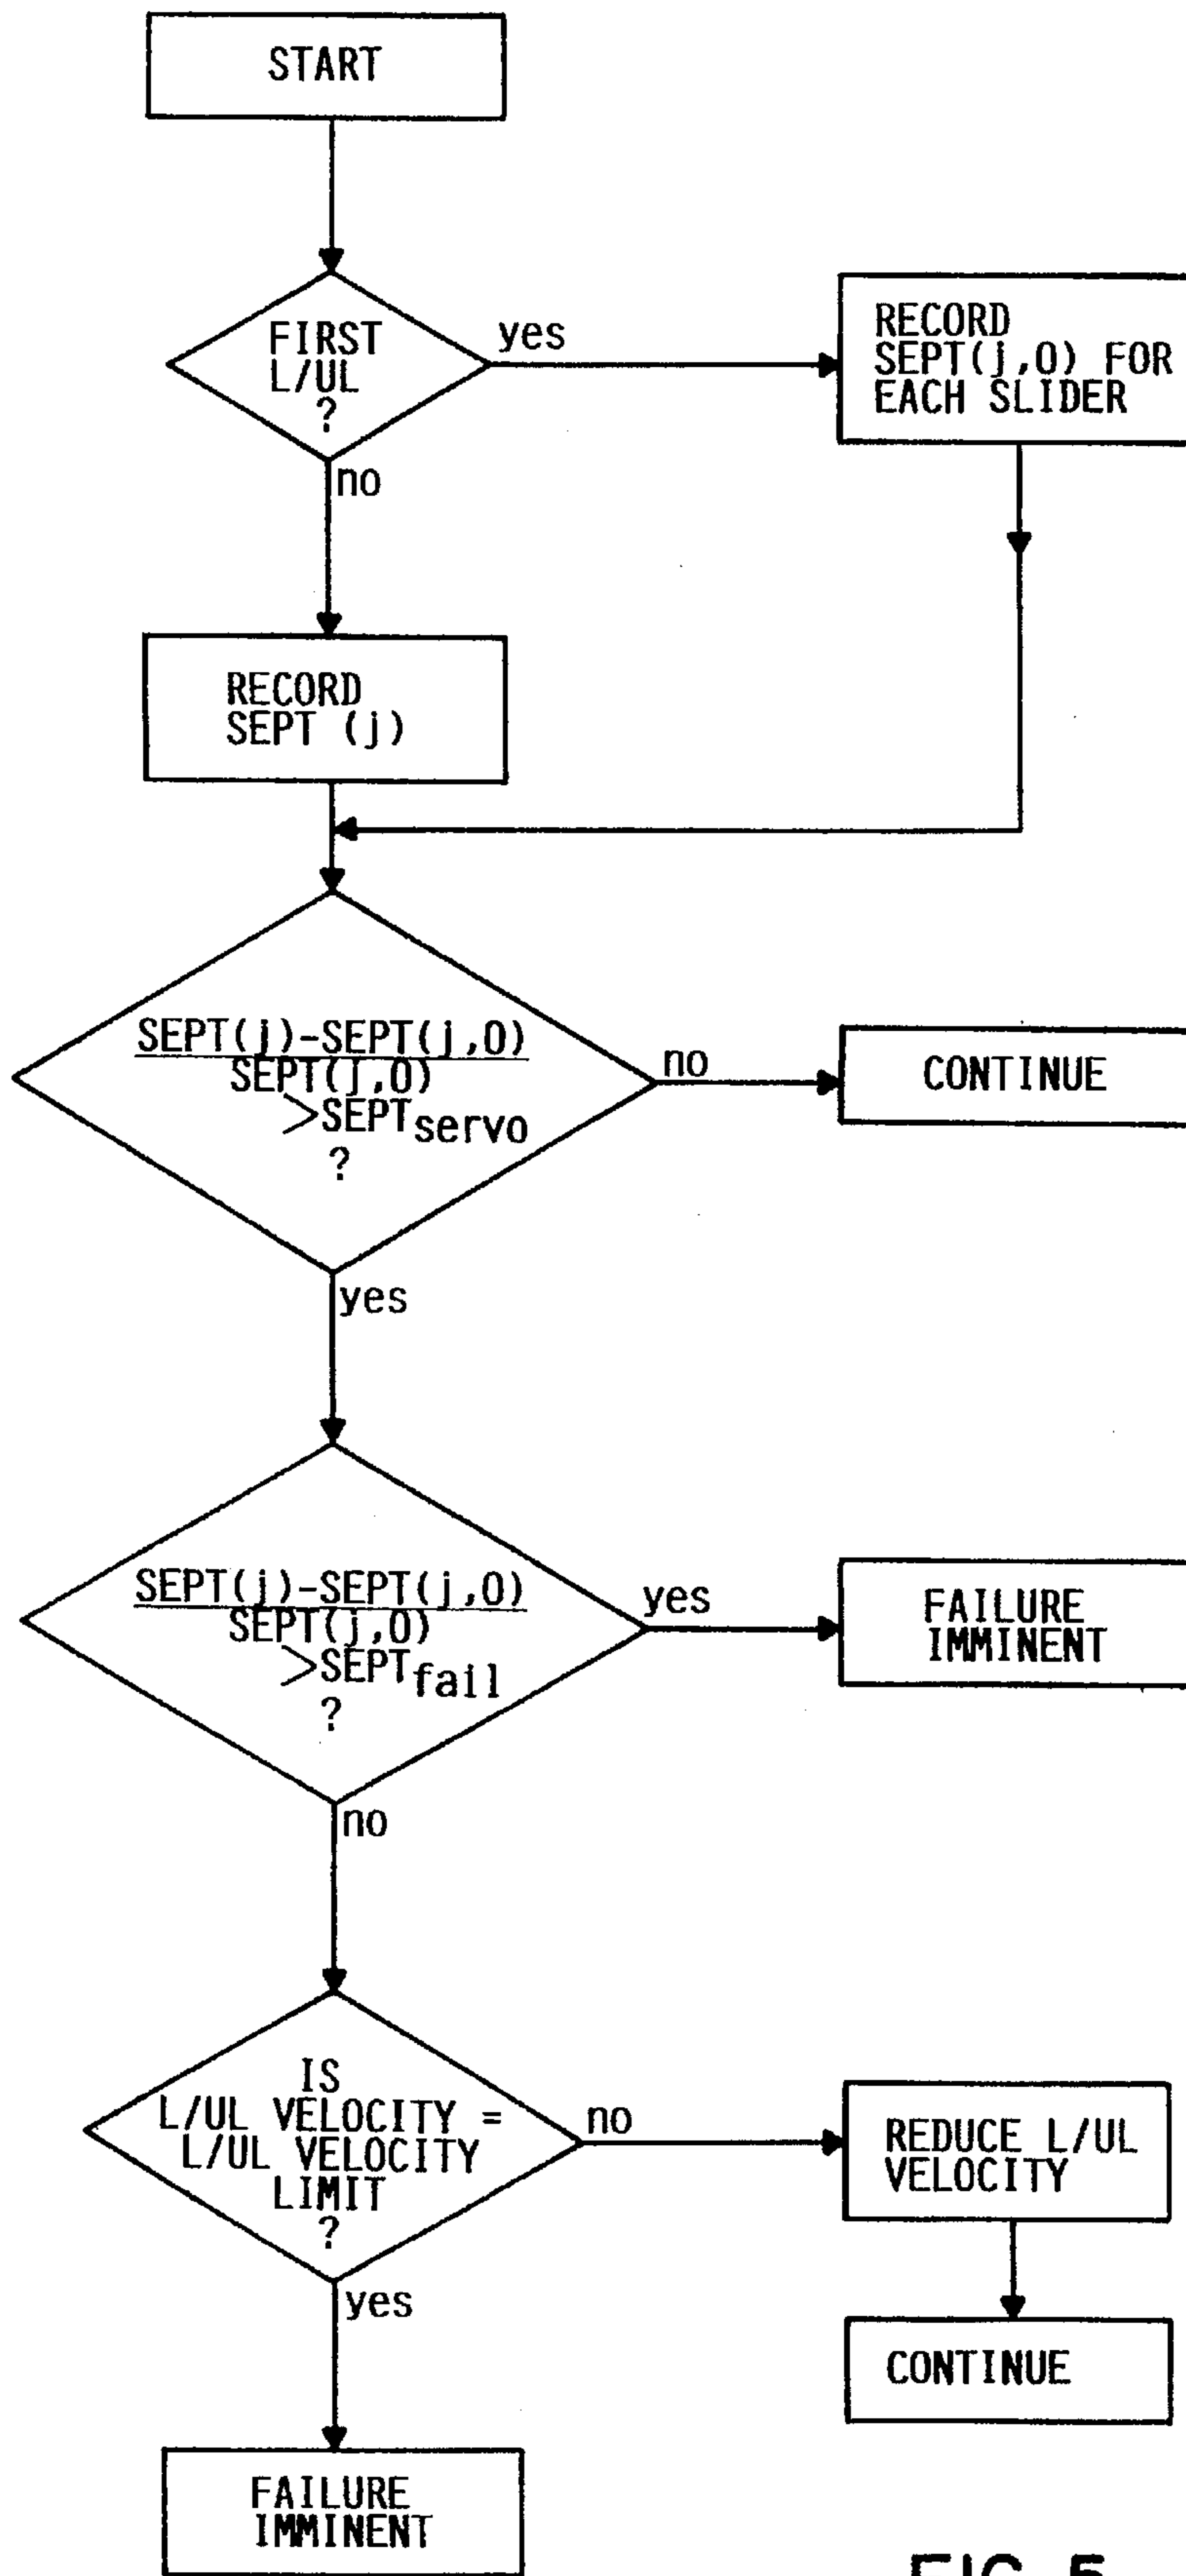 START
FIRST
L/UL
?
yes
RECORD
SEPT(j,0) FOR
EACH SLIDER
no
RECORD
SEPT (j)
SEPT(j)-SEPT(j,0)
SEPT(j,0)
>SEPTservo
?
no
CONTINUE
yes
SEPT(j)-SEPT(j,0)
SEPT(j,0)
>SEPTfail
?
yes
FAILURE
IMMINENT
no
IS
L/UL VELOCITY =
L/UL VELOCITY
LIMIT
?
no
REDUCE L/UL
VELOCITY
yes
CONTINUE
FAILURE
IMMINENT
FIG. 5